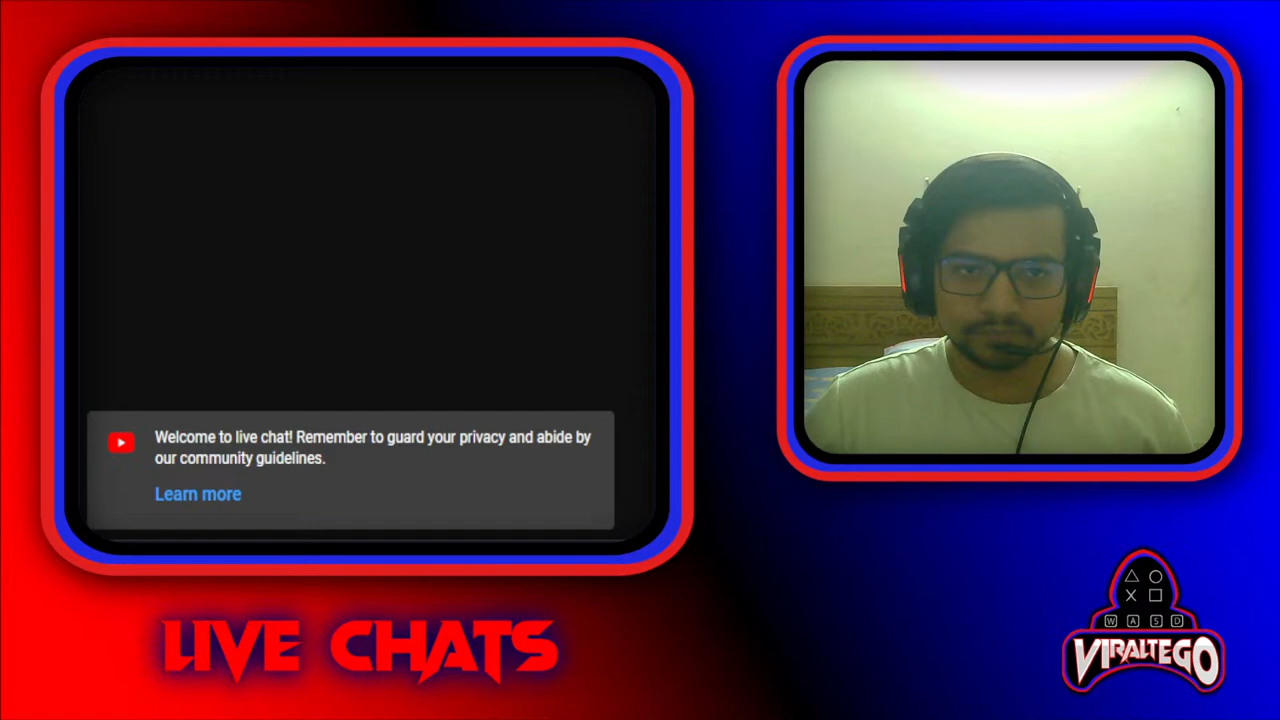 Welcome to live chat! Remember to guard your privacy and abide by
our community guidelines.
Learn more
LIVE CHATS
W A S D
VIRALTEGO